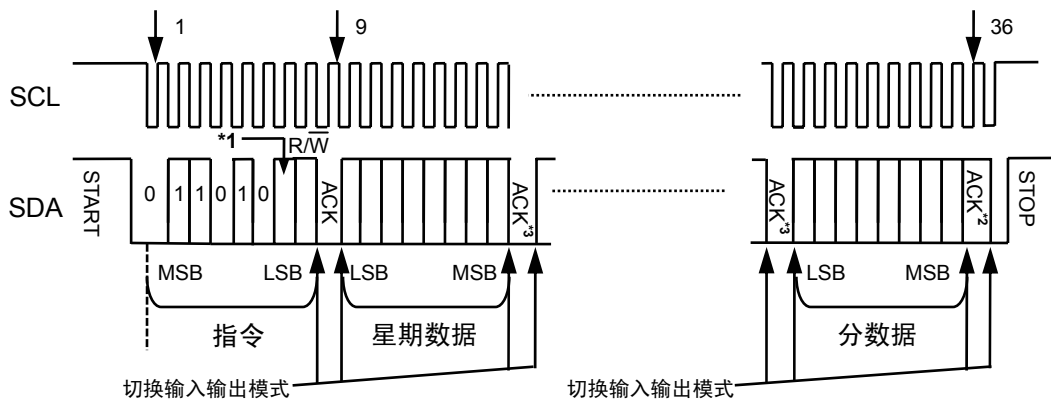 1 9 36
SCL
*1 R/W
SDA START 0 1 1 0 1 0 ACK ACK*3 ACK*3 ACK*2 STOP
MSB LSB LSB MSB LSB MSB
指令 星期数据 分数据
切换输入输出模式 切换输入输出模式